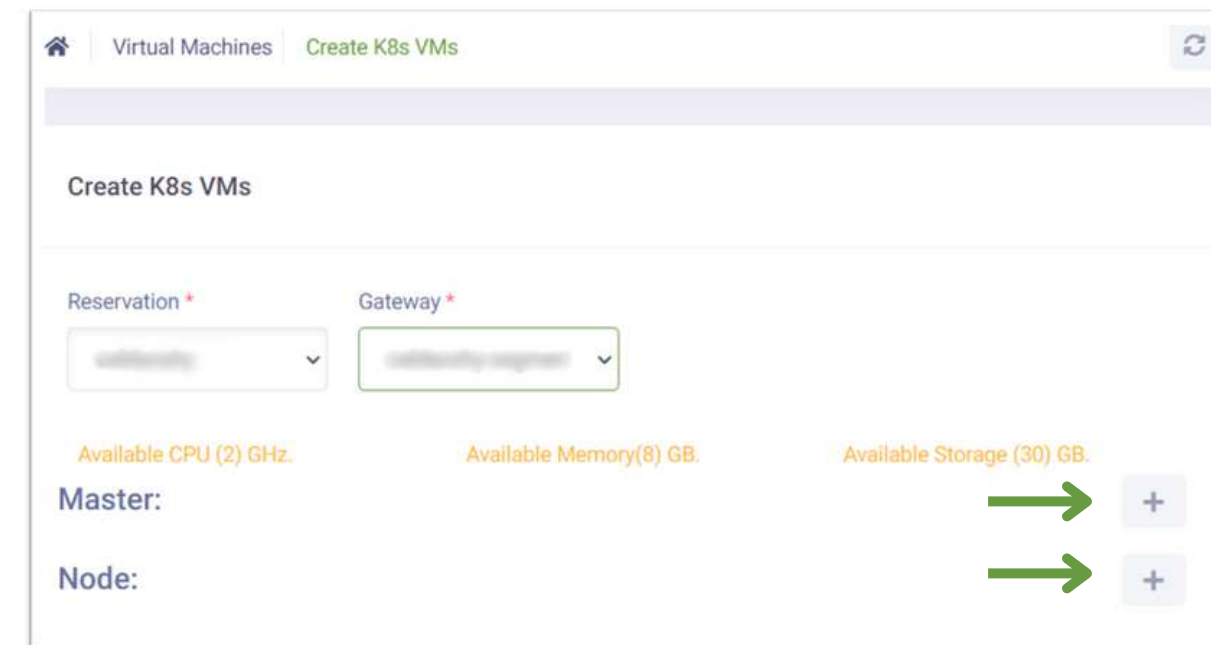 Virtual Machines Create K8s VMs
Create K8s VMs
Reservation * Gateway *
Available CPU (2) GHz. Available Memory(8) GB. Available Storage (30) GB.
Master: +
Node: +